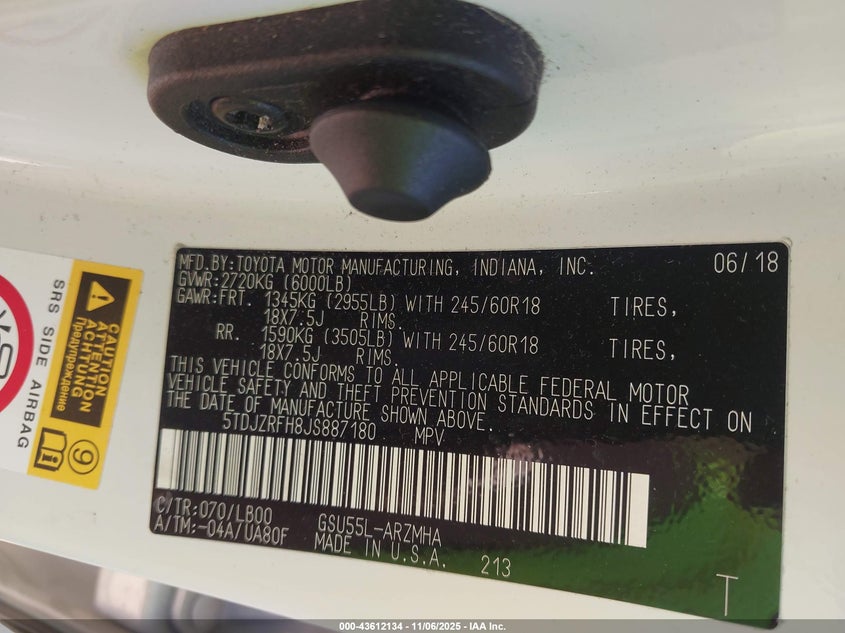 MFD.BY:TOYOTA MOTOR MANUFACTURING, INDIANA, INC. 06/18
GVWR:2720KG (6000LB)
GAWR:FRT. 1345KG (2955LB) WITH 245/60R18 TIRES,
18X7.5J RIMS.
RR. 1590KG (3505LB) WITH 245/60R18 TIRES,
18X7.5J RIMS.
THIS VEHICLE CONFORMS TO ALL APPLICABLE FEDERAL MOTOR
VEHICLE SAFETY AND THEFT PREVENTION STANDARDS IN EFFECT ON
THE DATE OF MANUFACTURE SHOWN ABOVE.
5TDJZRFH8JS887180 MPV
C/TR:070/LB00 GSU55L-ARZMHA
A/TM:-04A/UA80F MADE IN U.S.A. 213
T
SRS SIDE AIRBAG
CAUTION
ATTENTION
ACHTUNG
Предупреждение
9
000-43612134 - 11/06/2025 - IAA Inc.